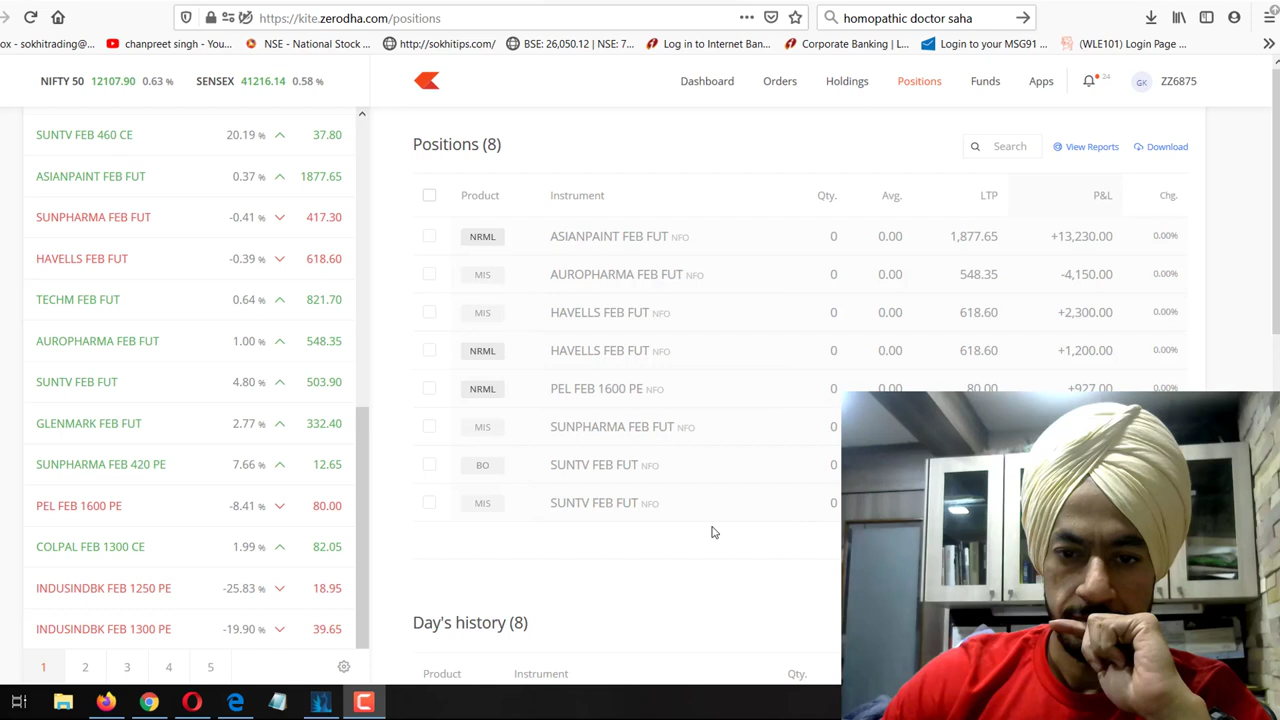 https://kite.zerodha.com/positions
homopathic doctor saha
ox - sokhitrading@... chanpreet singh - You... NSE - National Stock ... http://sokhitips.com/ BSE: 26,050.12 | NSE: 7... Log in to Internet Ban... Corporate Banking | L... Login to your MSG91 ... (WLE101) Login Page ...
NIFTY 50 12107.90 0.63 % SENSEX 41216.14 0.58 %
Dashboard Orders Holdings Positions Funds Apps 24 GK ZZ6875
SUNTV FEB 460 CE 20.19 % 37.80
ASIANPAINT FEB FUT 0.37 % 1877.65
SUNPHARMA FEB FUT -0.41 % 417.30
HAVELLS FEB FUT -0.39 % 618.60
TECHM FEB FUT 0.64 % 821.70
AUROPHARMA FEB FUT 1.00 % 548.35
SUNTV FEB FUT 4.80 % 503.90
GLENMARK FEB FUT 2.77 % 332.40
SUNPHARMA FEB 420 PE 7.66 % 12.65
PEL FEB 1600 PE -8.41 % 80.00
COLPAL FEB 1300 CE 1.99 % 82.05
INDUSINDBK FEB 1250 PE -25.83 % 18.95
INDUSINDBK FEB 1300 PE -19.90 % 39.65
1 2 3 4 5
Positions (8)
Search View Reports Download
Product Instrument Qty. Avg. LTP P&L Chg.
NRML ASIANPAINT FEB FUT NFO 0 0.00 1,877.65 +13,230.00 0.00%
MIS AUROPHARMA FEB FUT NFO 0 0.00 548.35 -4,150.00 0.00%
MIS HAVELLS FEB FUT NFO 0 0.00 618.60 +2,300.00 0.00%
NRML HAVELLS FEB FUT NFO 0 0.00 618.60 +1,200.00 0.00%
NRML PEL FEB 1600 PE NFO 0 0.00 80.00 +927.00 0.00%
MIS SUNPHARMA FEB FUT NFO 0
BO SUNTV FEB FUT NFO 0
MIS SUNTV FEB FUT NFO 0
Day's history (8)
Product Instrument Qty.